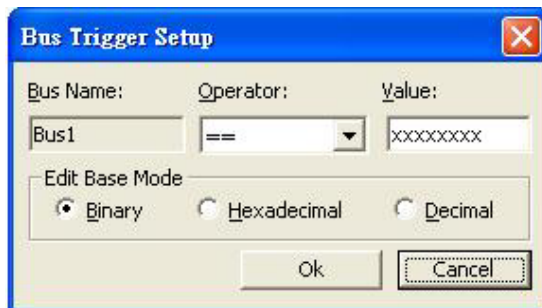 Bus Trigger Setup
Bus Name: Operator: Value:
Bus1 == xxxxxxxx
Edit Base Mode
Binary Hexadecimal Decimal
Ok Cancel